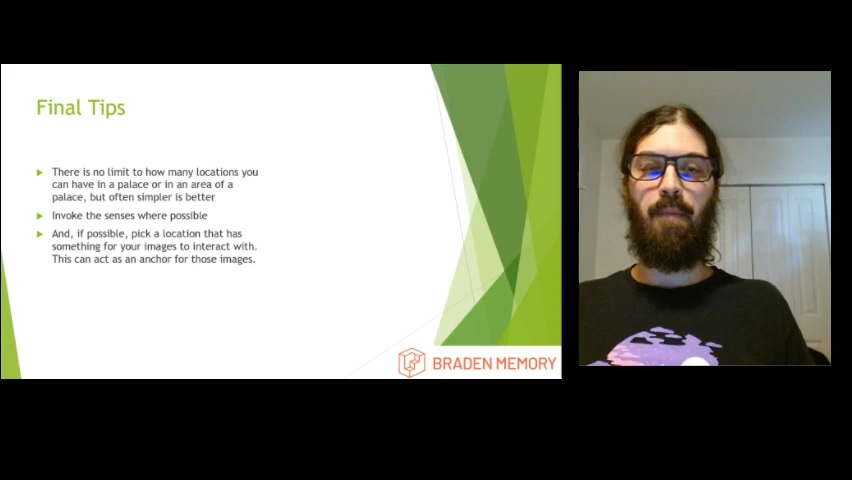 Final Tips
There is no limit to how many locations you
can have in a palace or in an area of a
palace, but often simpler is better
Invoke the senses where possible
And, if possible, pick a location that has
something for your images to interact with.
This can act as an anchor for those images.
BRADEN MEMORY